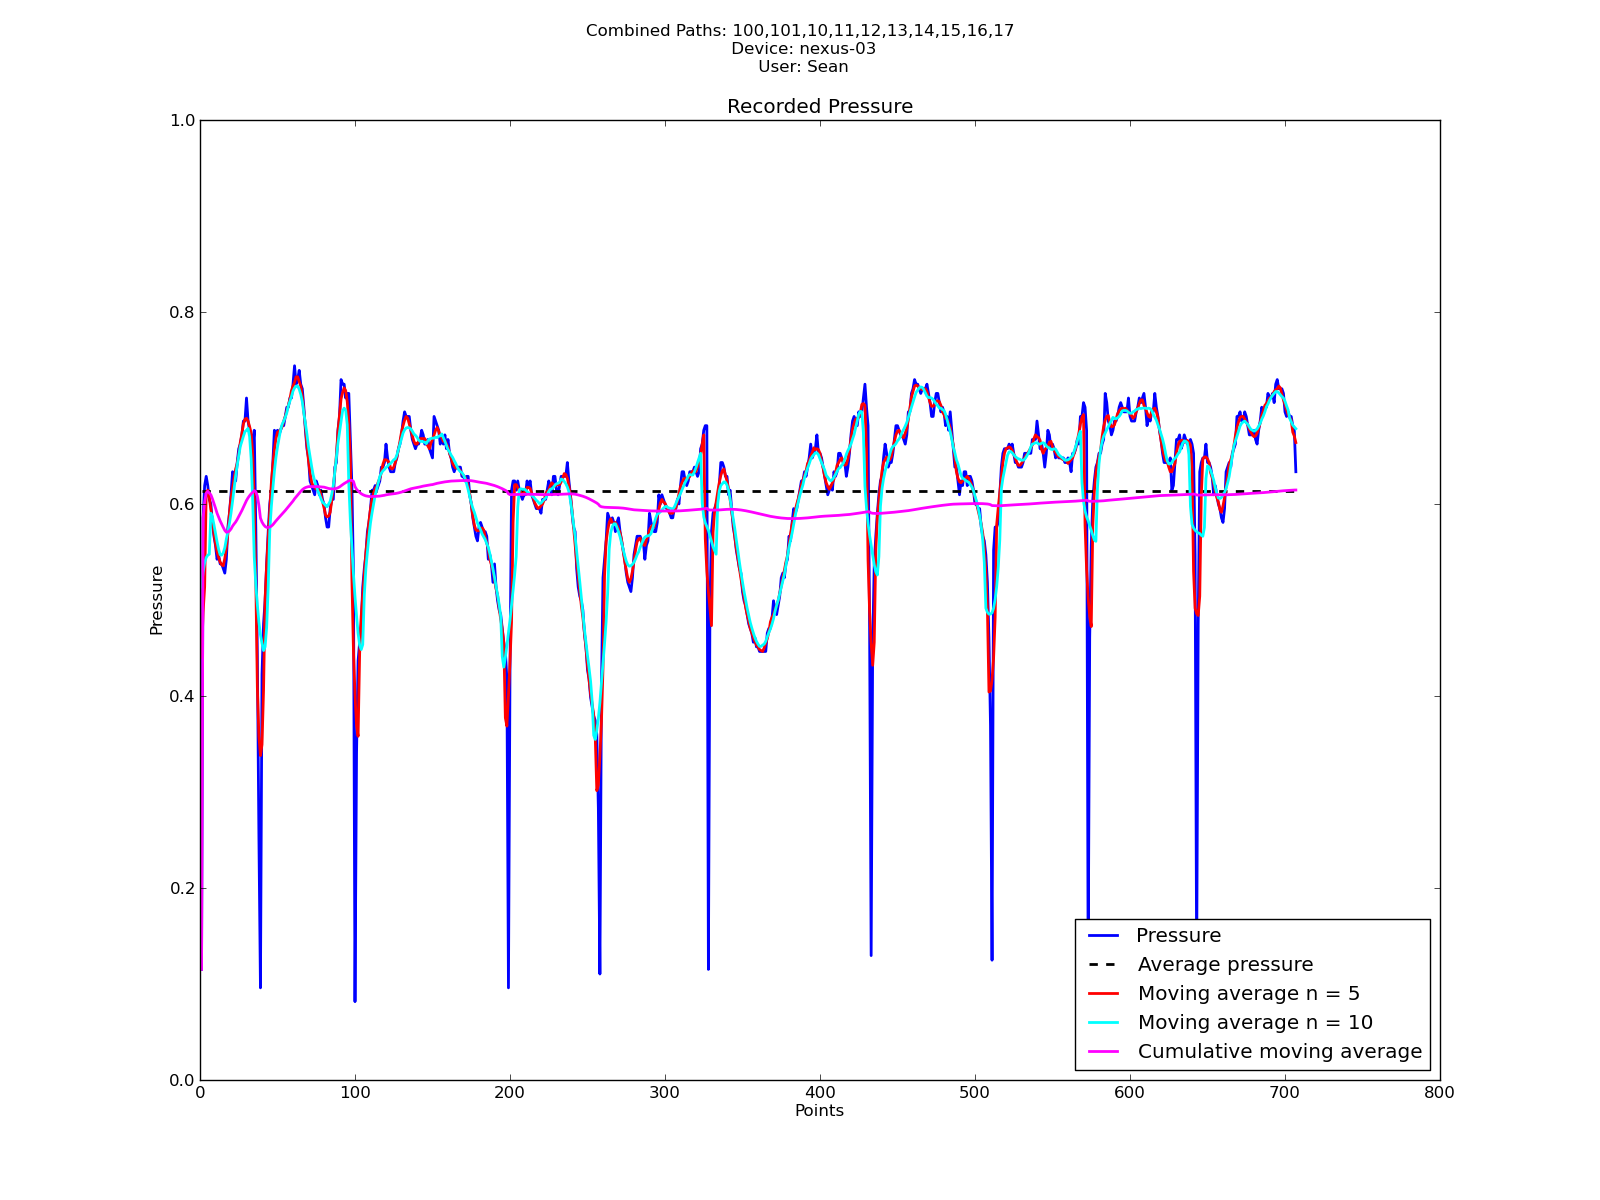 Combined Paths: 100,101,10,11,12,13,14,15,16,17
Device: nexus-03
User: Sean
Recorded Pressure
1.0
0.8
0.6
0.4
0.2
0.0
Pressure
0 100 200 300 400 500 600 700 800
Points
Pressure
Average pressure
Moving average n = 5
Moving average n = 10
Cumulative moving average